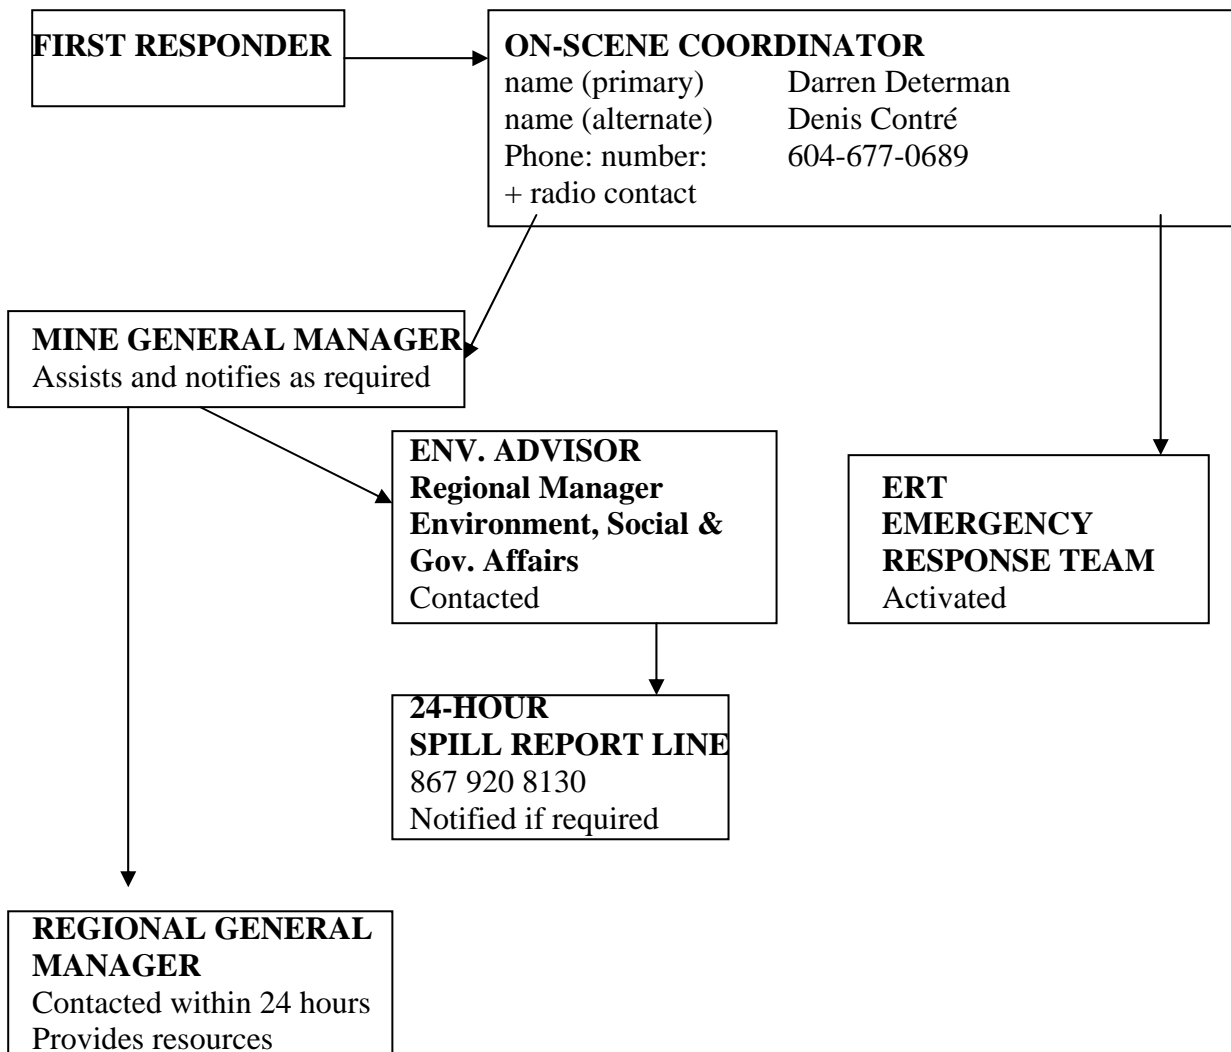 FIRST RESPONDER
ON-SCENE COORDINATOR
name (primary) Darren Determan
name (alternate) Denis Contré
Phone: number: 604-677-0689
+ radio contact
MINE GENERAL MANAGER
Assists and notifies as required
ENV. ADVISOR
Regional Manager
Environment, Social &
Gov. Affairs
Contacted
ERT
EMERGENCY
RESPONSE TEAM
Activated
24-HOUR
SPILL REPORT LINE
867 920 8130
Notified if required
REGIONAL GENERAL
MANAGER
Contacted within 24 hours
Provides resources